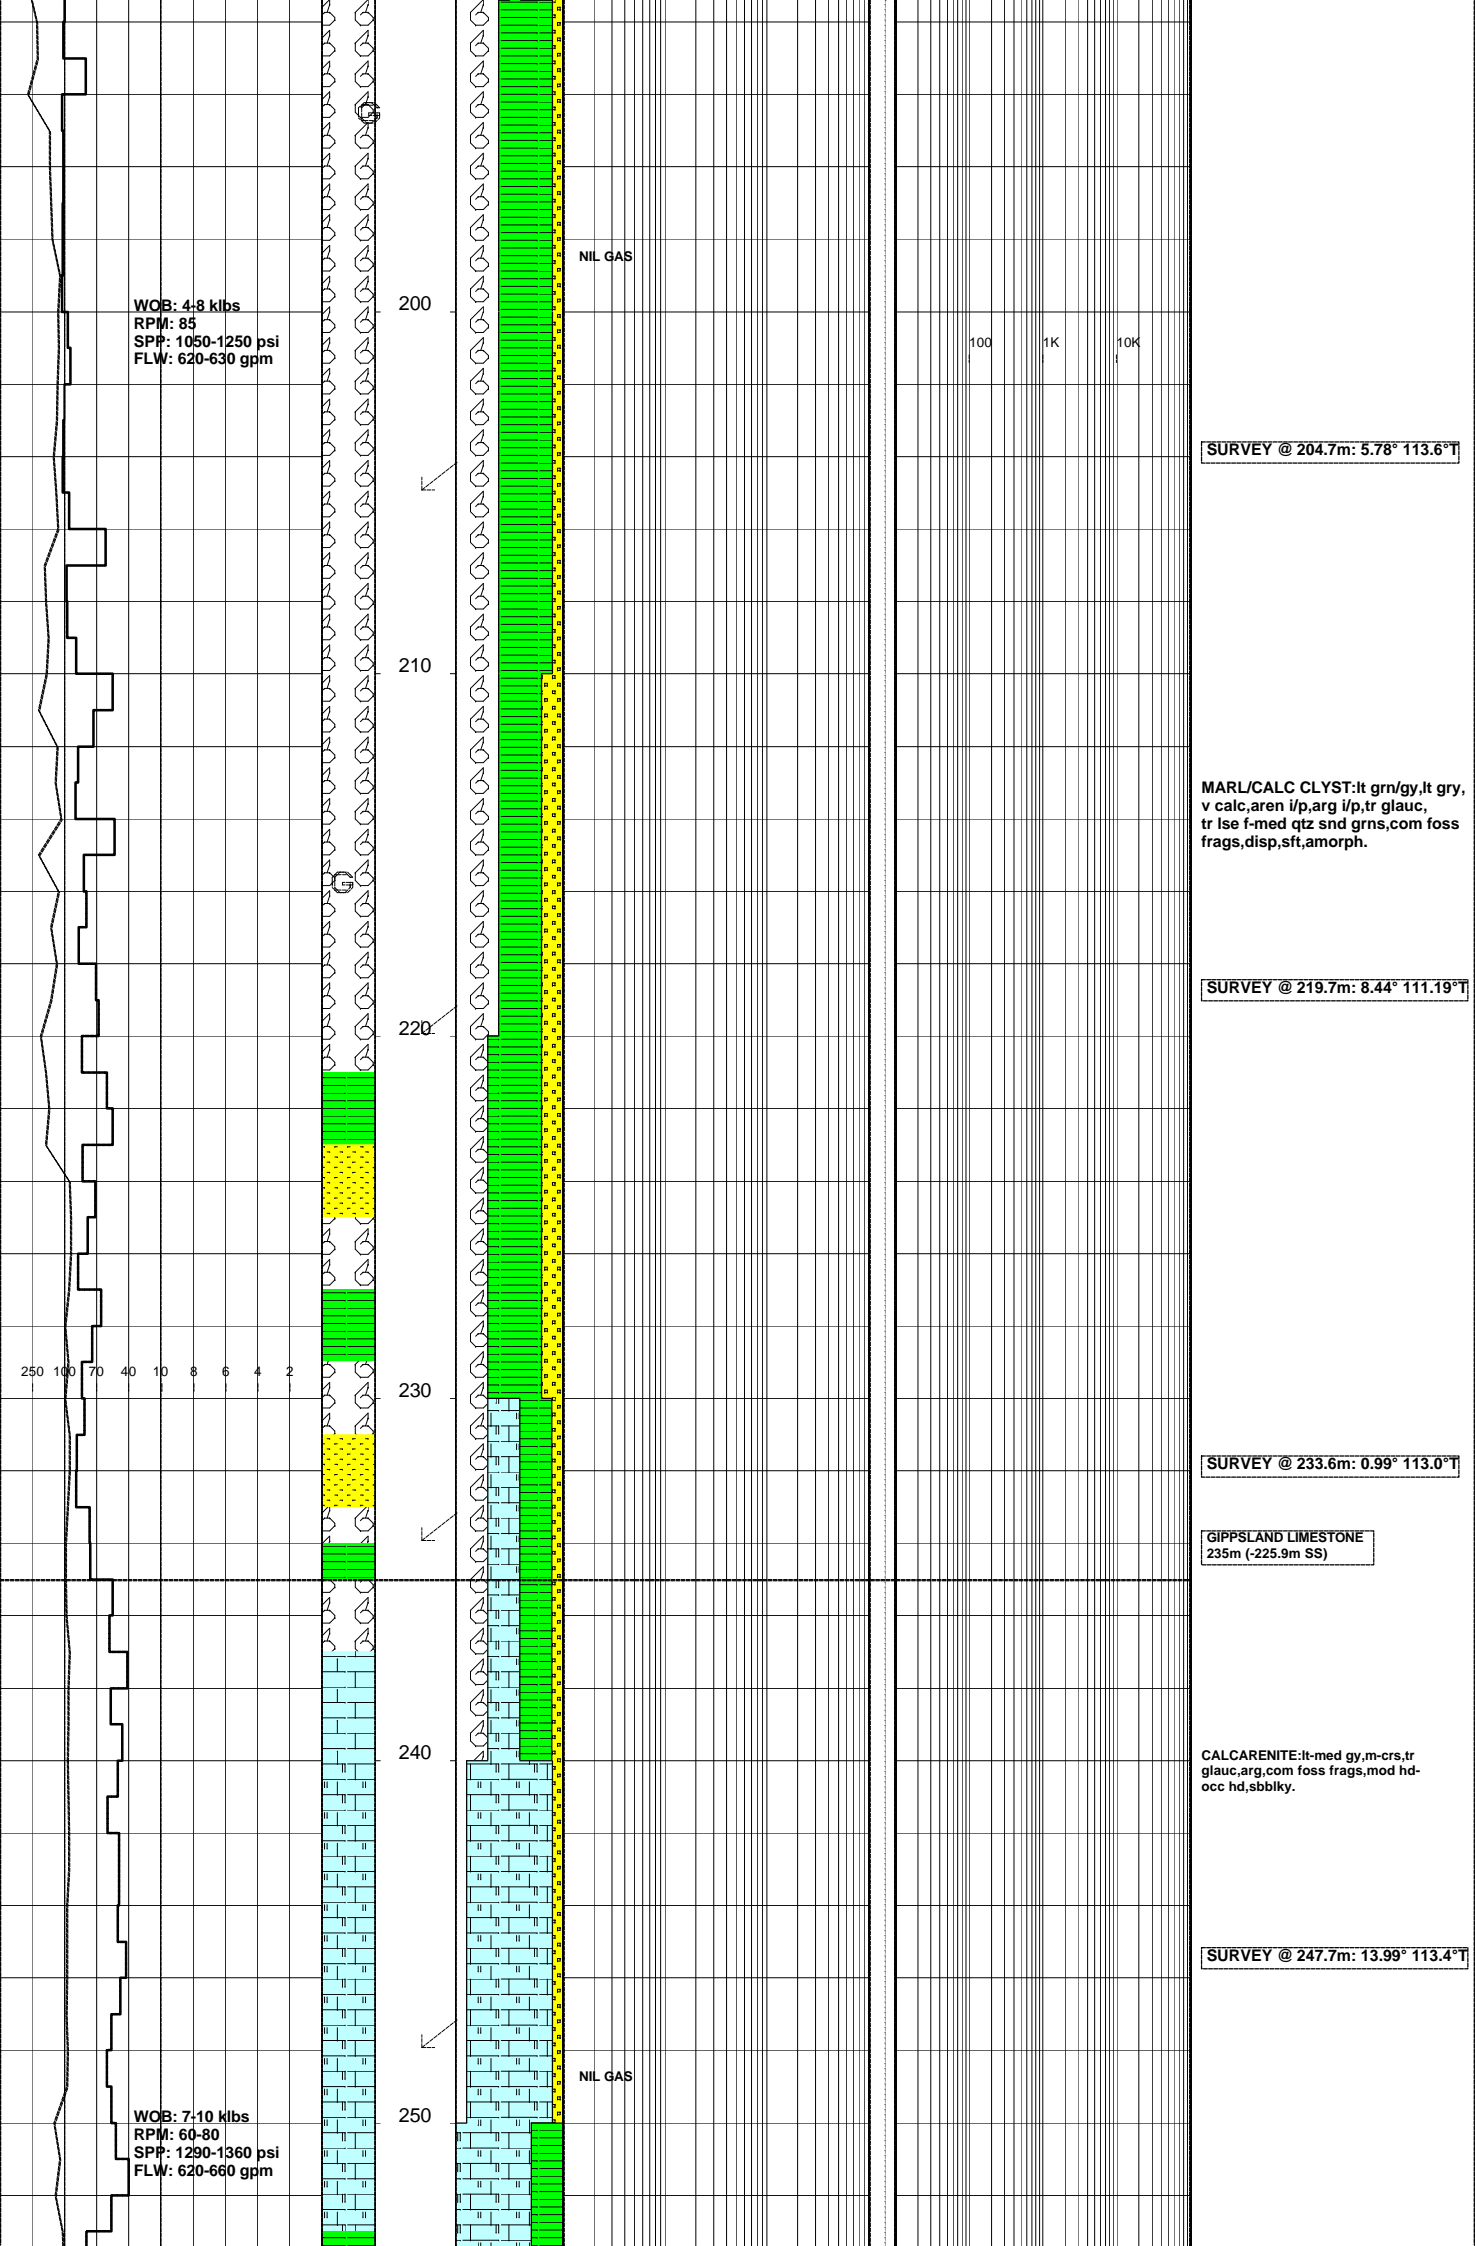 G
NIL GAS
WOB: 4-8 klbs
RPM: 85
SPP: 1050-1250 psi
FLW: 620-630 gpm
200
100 1K 10K
SURVEY @ 204.7m: 5.78° 113.6°T
210
MARL/CALC CLYST:lt grn/gy,lt gry,
v calc,aren i/p,arg i/p,tr glauc,
tr lse f-med qtz snd grns,com foss
frags,disp,sft,amorph.
G
SURVEY @ 219.7m: 8.44° 111.19°T
220
250 100 70 40 10 8 6 4 2
230
SURVEY @ 233.6m: 0.99° 113.0°T
GIPPSLAND LIMESTONE
235m (-225.9m SS)
240
CALCARENITE:lt-med gy,m-crs,tr
glauc,arg,com foss frags,mod hd-
occ hd,sbblky.
SURVEY @ 247.7m: 13.99° 113.4°T
NIL GAS
250
WOB: 7-10 klbs
RPM: 60-80
SPP: 1290-1360 psi
FLW: 620-660 gpm